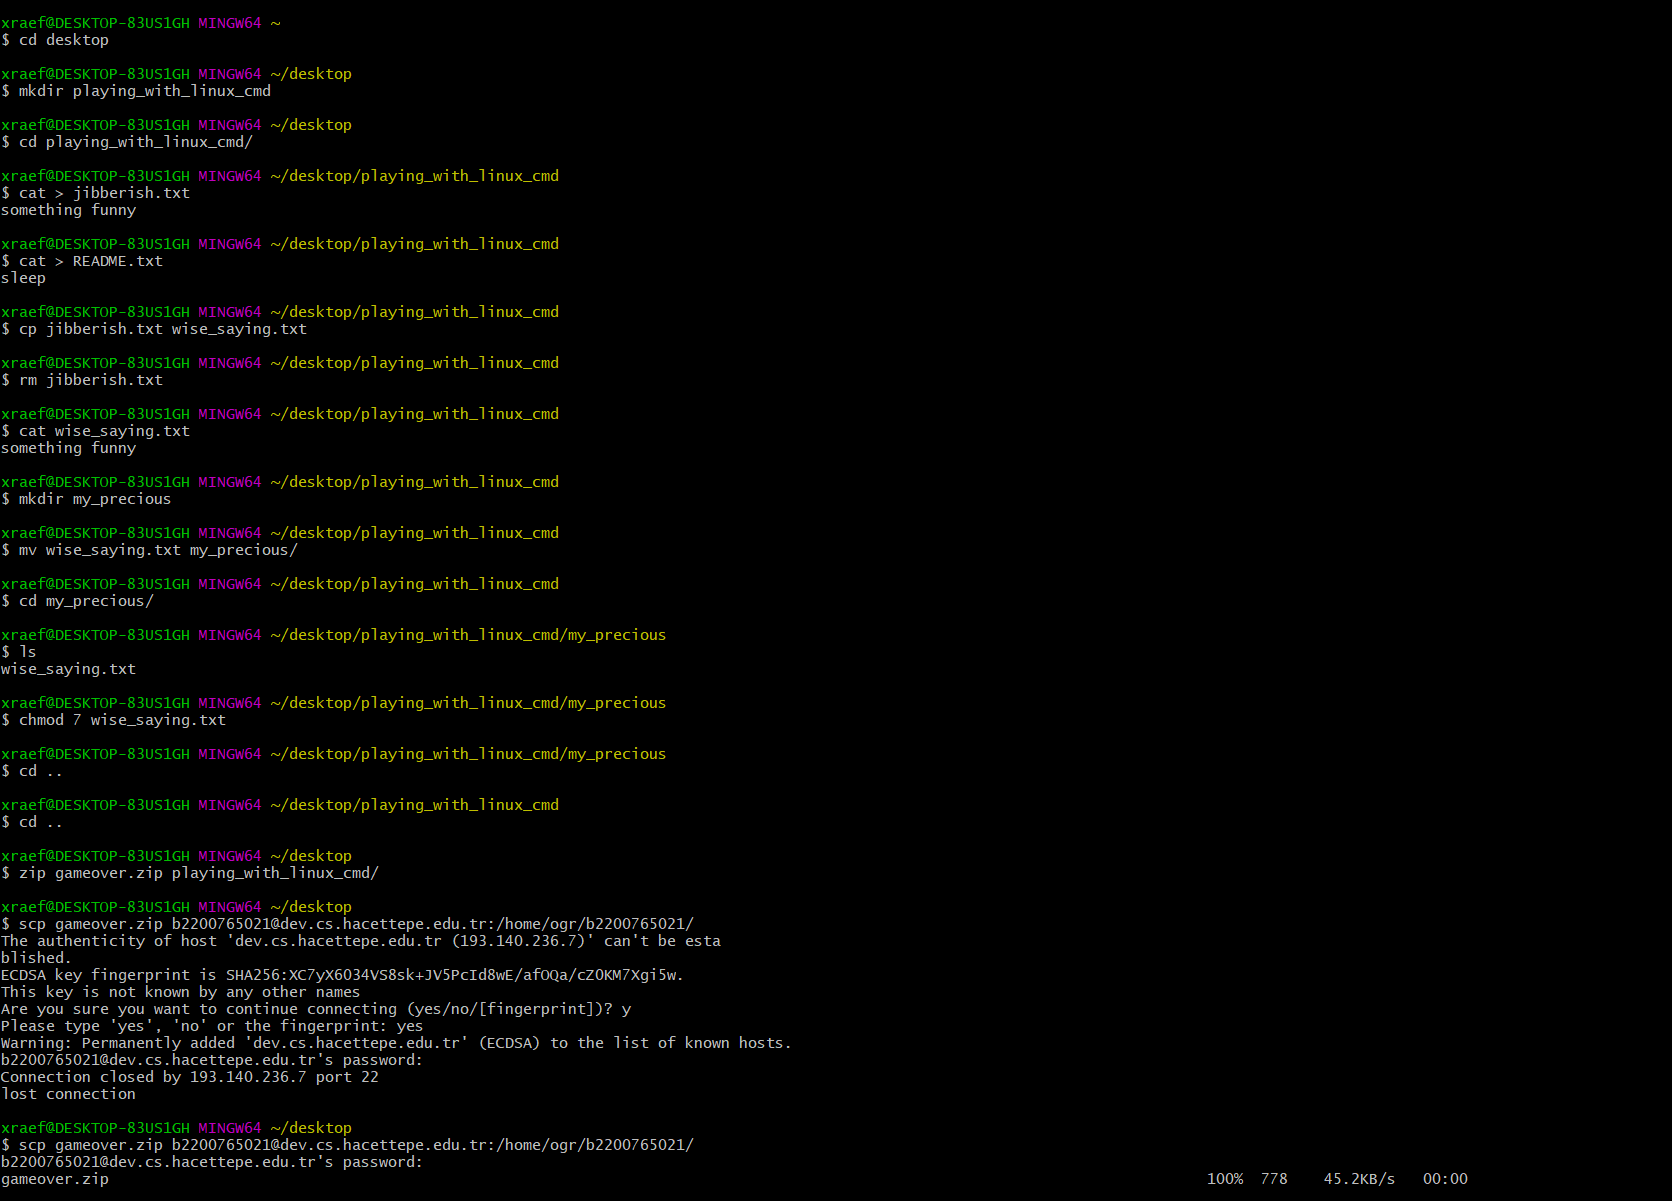 xraef@DESKTOP-83US1GH MINGW64 ~
$ cd desktop
xraef@DESKTOP-83US1GH MINGW64 ~/desktop
$ mkdir playing_with_linux_cmd
xraef@DESKTOP-83US1GH MINGW64 ~/desktop
$ cd playing_with_linux_cmd/
xraef@DESKTOP-83US1GH MINGW64 ~/desktop/playing_with_linux_cmd
$ cat > jibberish.txt
something funny
xraef@DESKTOP-83US1GH MINGW64 ~/desktop/playing_with_linux_cmd
$ cat > README.txt
sleep
xraef@DESKTOP-83US1GH MINGW64 ~/desktop/playing_with_linux_cmd
$ cp jibberish.txt wise_saying.txt
xraef@DESKTOP-83US1GH MINGW64 ~/desktop/playing_with_linux_cmd
$ rm jibberish.txt
xraef@DESKTOP-83US1GH MINGW64 ~/desktop/playing_with_linux_cmd
$ cat wise_saying.txt
something funny
xraef@DESKTOP-83US1GH MINGW64 ~/desktop/playing_with_linux_cmd
$ mkdir my_precious
xraef@DESKTOP-83US1GH MINGW64 ~/desktop/playing_with_linux_cmd
$ mv wise_saying.txt my_precious/
xraef@DESKTOP-83US1GH MINGW64 ~/desktop/playing_with_linux_cmd
$ cd my_precious/
xraef@DESKTOP-83US1GH MINGW64 ~/desktop/playing_with_linux_cmd/my_precious
$ ls
wise_saying.txt
xraef@DESKTOP-83US1GH MINGW64 ~/desktop/playing_with_linux_cmd/my_precious
$ chmod 7 wise_saying.txt
xraef@DESKTOP-83US1GH MINGW64 ~/desktop/playing_with_linux_cmd/my_precious
$ cd ..
xraef@DESKTOP-83US1GH MINGW64 ~/desktop/playing_with_linux_cmd
$ cd ..
xraef@DESKTOP-83US1GH MINGW64 ~/desktop
$ zip gameover.zip playing_with_linux_cmd/
xraef@DESKTOP-83US1GH MINGW64 ~/desktop
$ scp gameover.zip b2200765021@dev.cs.hacettepe.edu.tr:/home/ogr/b2200765021/
The authenticity of host 'dev.cs.hacettepe.edu.tr (193.140.236.7)' can't be esta
blished.
ECDSA key fingerprint is SHA256:XC7yX6034VS8sk+JV5PcId8wE/afOQa/cZ0KM7Xgi5w.
This key is not known by any other names
Are you sure you want to continue connecting (yes/no/[fingerprint])? y
Please type 'yes', 'no' or the fingerprint: yes
Warning: Permanently added 'dev.cs.hacettepe.edu.tr' (ECDSA) to the list of known hosts.
b2200765021@dev.cs.hacettepe.edu.tr's password:
Connection closed by 193.140.236.7 port 22
lost connection
xraef@DESKTOP-83US1GH MINGW64 ~/desktop
$ scp gameover.zip b2200765021@dev.cs.hacettepe.edu.tr:/home/ogr/b2200765021/
b2200765021@dev.cs.hacettepe.edu.tr's password:
gameover.zip 100% 778 45.2KB/s 00:00